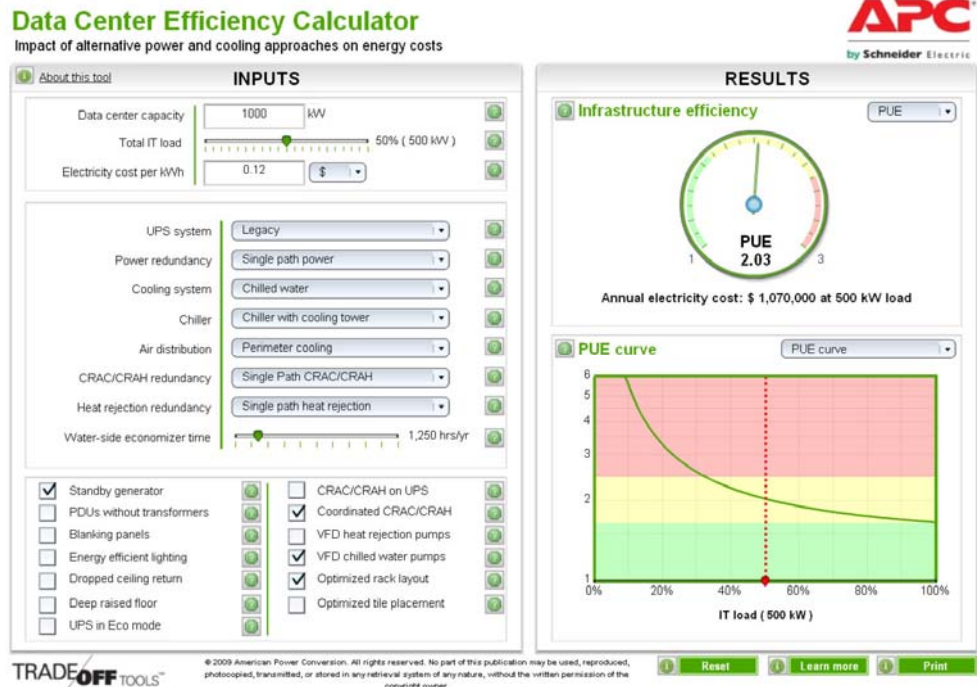 Data Center Efficiency Calculator
Impact of alternative power and cooling approaches on energy costs
APC
by Schneider Electric
About this tool
INPUTS
Data center capacity 1000 kW
Total IT load 50% ( 500 kW )
Electricity cost per kWh 0.12 $
UPS system Legacy
Power redundancy Single path power
Cooling system Chilled water
Chiller Chiller with cooling tower
Air distribution Perimeter cooling
CRAC/CRAH redundancy Single Path CRAC/CRAH
Heat rejection redundancy Single path heat rejection
Water-side economizer time 1,250 hrs/yr
Standby generator CRAC/CRAH on UPS
PDUs without transformers Coordinated CRAC/CRAH
Blanking panels VFD heat rejection pumps
Energy efficient lighting VFD chilled water pumps
Dropped ceiling return Optimized rack layout
Deep raised floor Optimized tile placement
UPS in Eco mode
RESULTS
Infrastructure efficiency PUE
PUE
1 2.03 3
Annual electricity cost: $ 1,070,000 at 500 kW load
PUE curve PUE curve
6
5
4
3
2
1
0% 20% 40% 60% 80% 100%
IT load ( 500 kW )
TRADE OFF TOOLS™
© 2009 American Power Conversion. All rights reserved. No part of this publication may be used, reproduced,
photocopied, transmitted, or stored in any retrieval system of any nature, without the written permission of the
copyright owner.
Reset Learn more Print